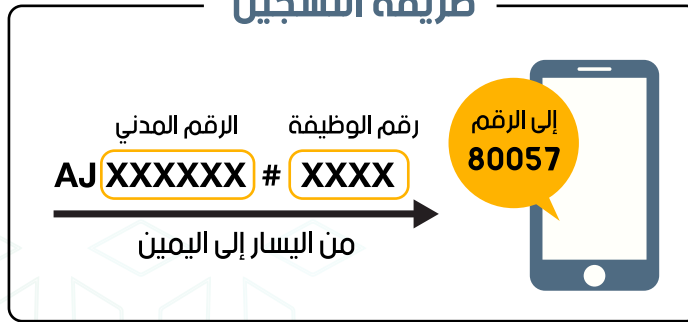 طريقة التسجيل
إلى الرقم
80057
رقم الوظيفة
الرقم المدني
AJ XXXXXX # XXXX
من اليسار إلى اليمين